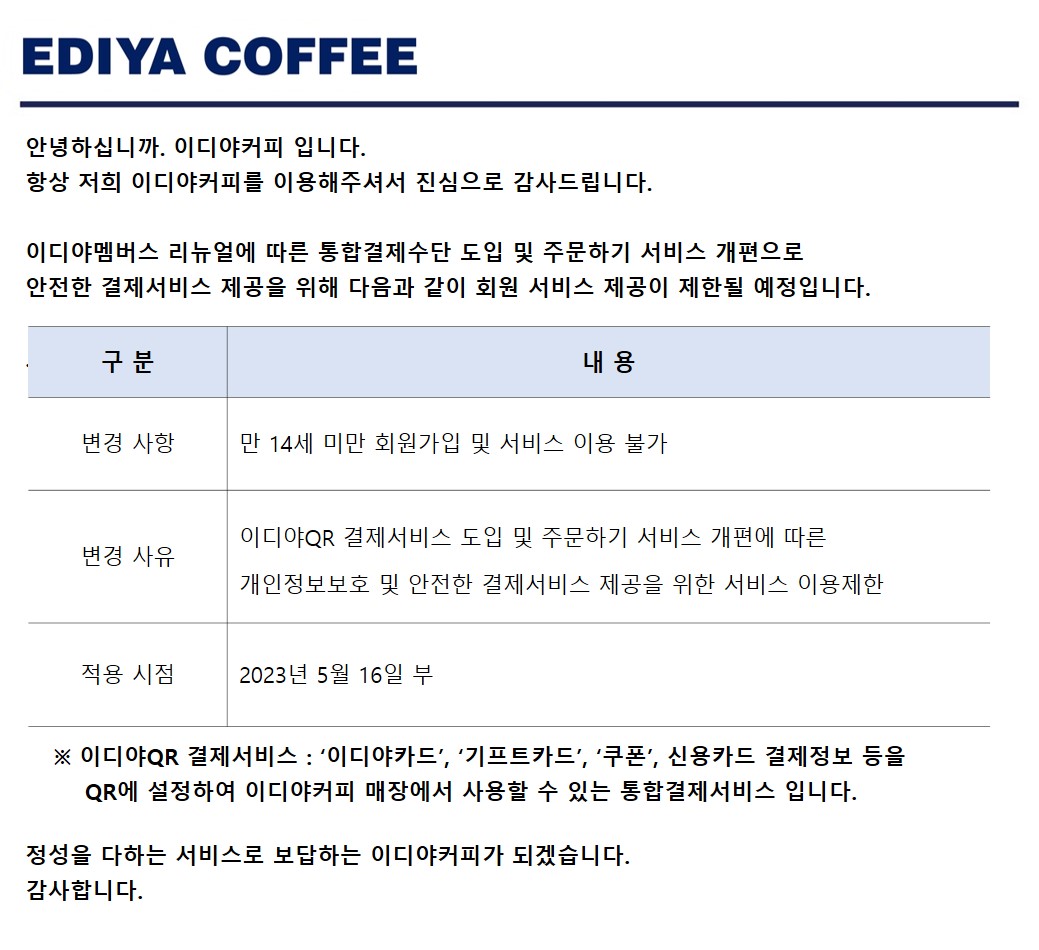 EDIYA COFFEE
안녕하십니까. 이디야커피 입니다.
항상 저희 이디야커피를 이용해주셔서 진심으로 감사드립니다.
이디야멤버스 리뉴얼에 따른 통합결제수단 도입 및 주문하기 서비스 개편으로
안전한 결제서비스 제공을 위해 다음과 같이 회원 서비스 제공이 제한될 예정입니다.
구 분 내 용
변경 사항 만 14세 미만 회원가입 및 서비스 이용 불가
변경 사유 이디야QR 결제서비스 도입 및 주문하기 서비스 개편에 따른
개인정보보호 및 안전한 결제서비스 제공을 위한 서비스 이용제한
적용 시점 2023년 5월 16일 부
※ 이디야QR 결제서비스 : ‘이디야카드’, ‘기프트카드’, ‘쿠폰’, 신용카드 결제정보 등을
QR에 설정하여 이디야커피 매장에서 사용할 수 있는 통합결제서비스 입니다.
정성을 다하는 서비스로 보답하는 이디야커피가 되겠습니다.
감사합니다.